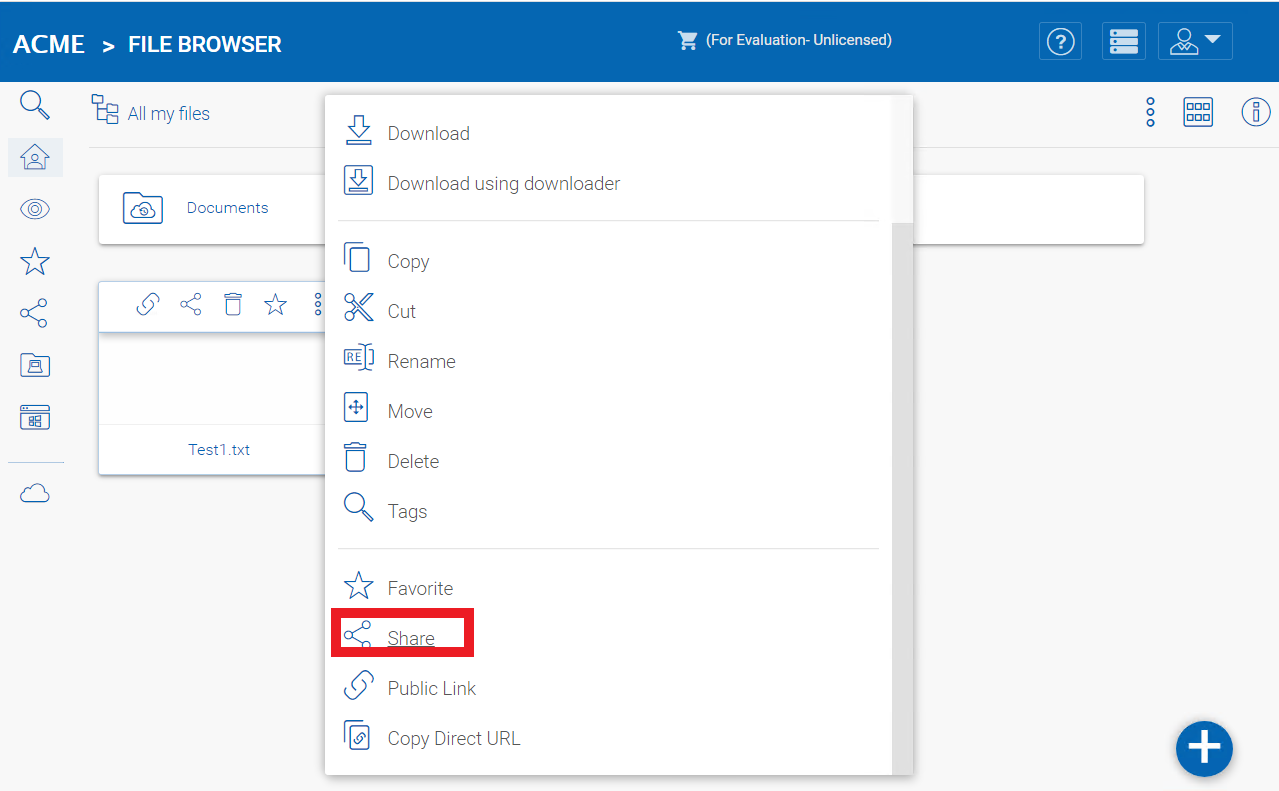 ACME > FILE BROWSER
(For Evaluation- Unlicensed)
All my files
Documents
Test1.txt
Download
Download using downloader
Copy
Cut
RE
Rename
Move
Delete
Tags
Favorite
Share
Public Link
Copy Direct URL